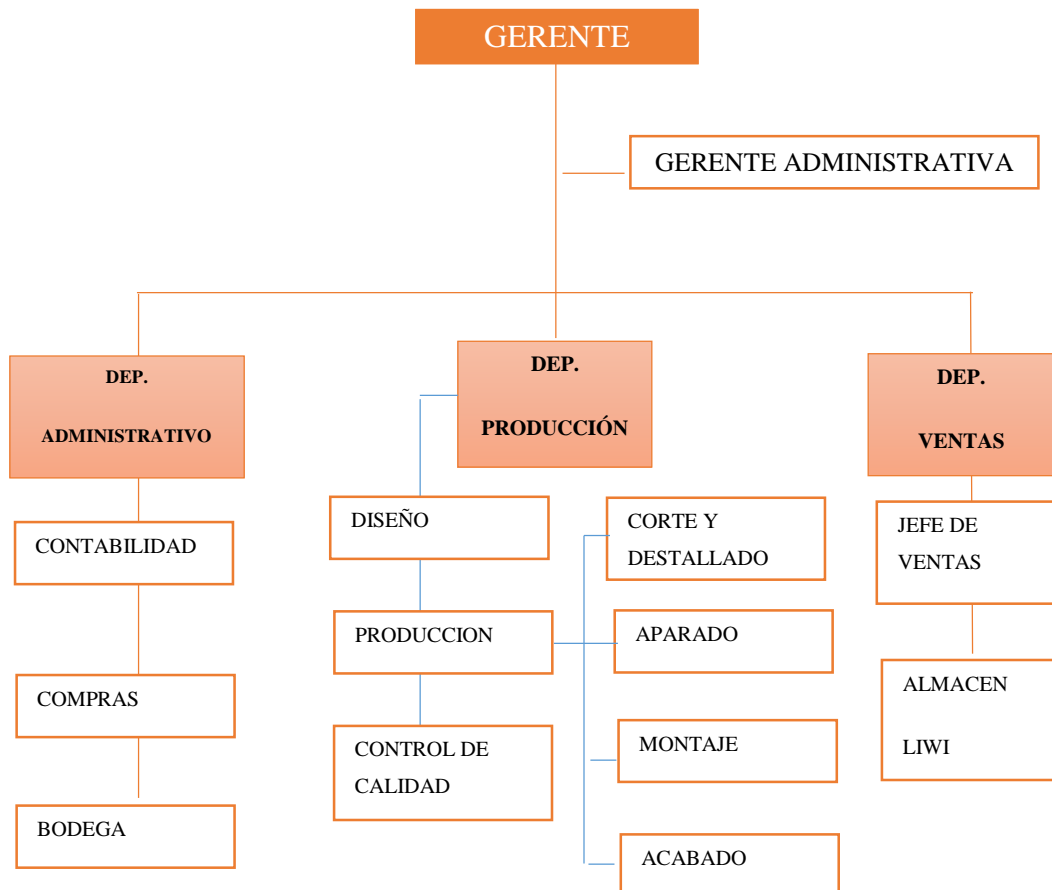 GERENTE
GERENTE ADMINISTRATIVA
DEP.
ADMINISTRATIVO
DEP.
PRODUCCIÓN
DEP.
VENTAS
CONTABILIDAD
COMPRAS
BODEGA
DISEÑO
PRODUCCION
CONTROL DE
CALIDAD
CORTE Y
DESTALLADO
APARADO
MONTAJE
ACABADO
JEFE DE
VENTAS
ALMACEN
LIWI